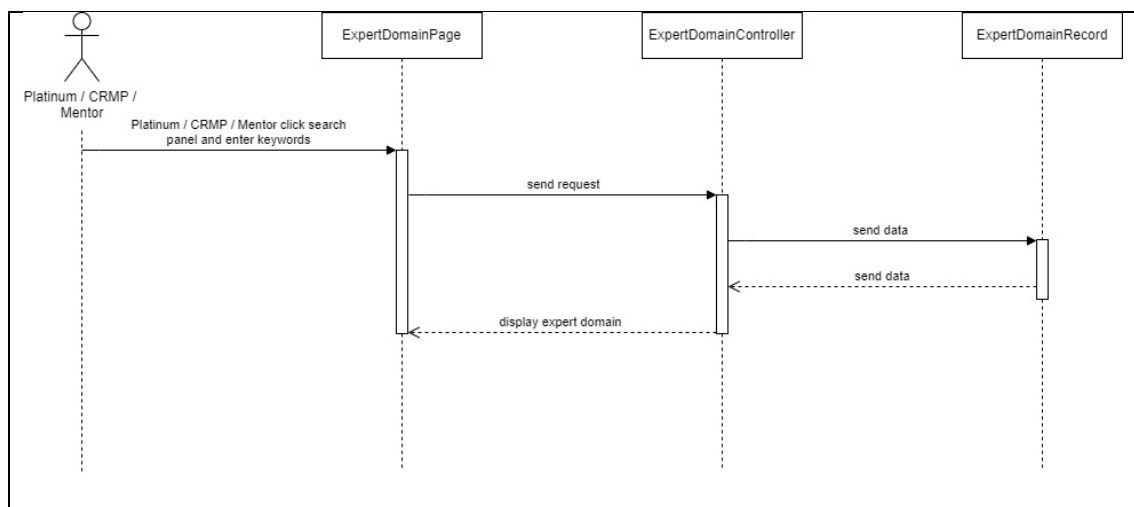 ExpertDomainPage
ExpertDomainController
ExpertDomainRecord
Platinum / CRMP /
Mentor
Platinum / CRMP / Mentor click search
panel and enter keywords
send request
send data
send data
display expert domain